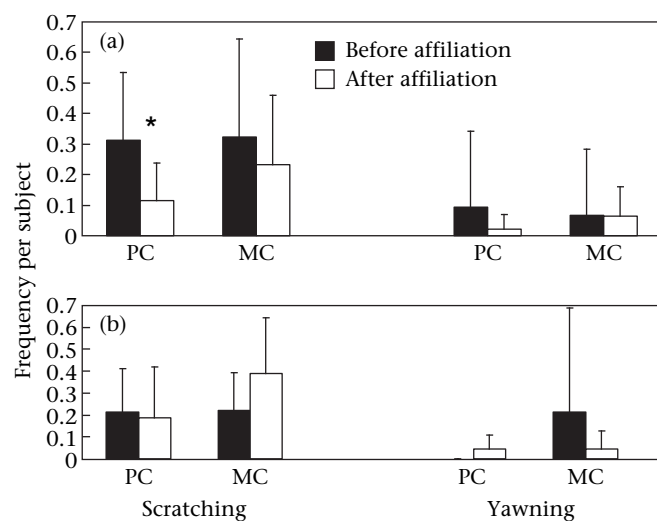 0.7
(a)
Before affiliation
0.6
After affiliation
0.5
0.4
*
0.3
0.2
0.1
0
PC
MC
PC
MC
Frequency per subject
0.7
(b)
0.6
0.5
0.4
0.3
0.2
0.1
0
PC
MC
PC
MC
Scratching
Yawning